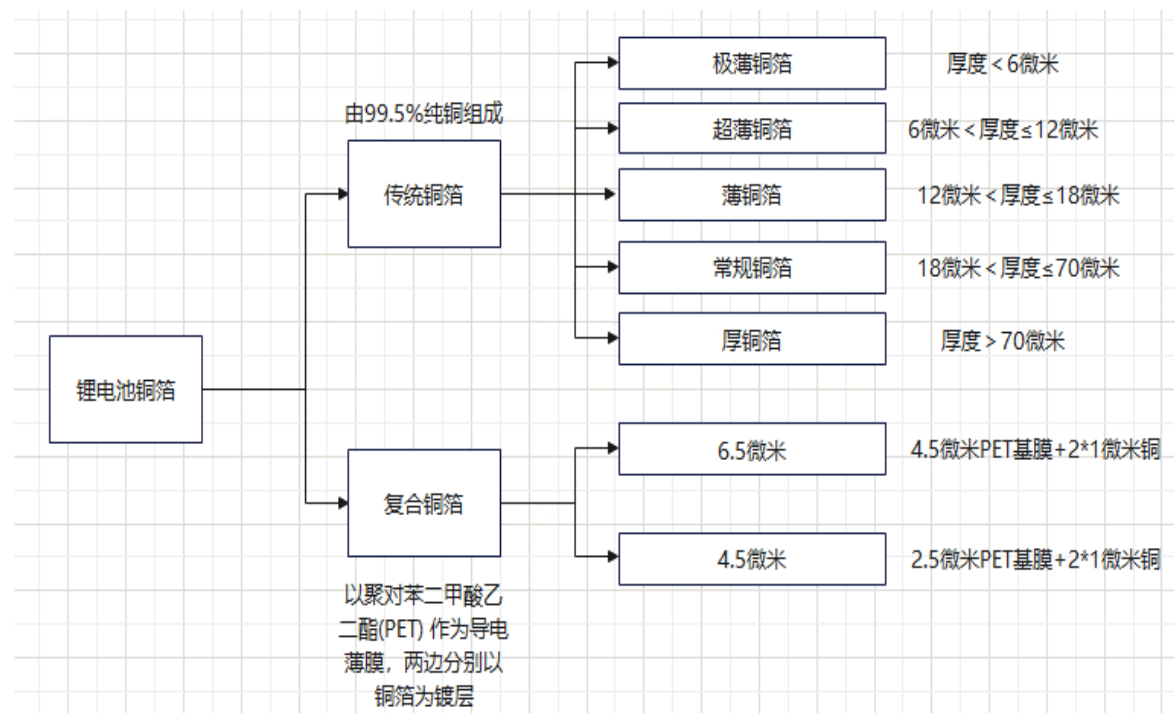 极薄铜箔 厚度＜6微米
由99.5%纯铜组成
超薄铜箔 6微米＜厚度≤12微米
传统铜箔 薄铜箔 12微米＜厚度≤18微米
常规铜箔 18微米＜厚度≤70微米
厚铜箔 厚度＞70微米
锂电池铜箔
6.5微米 4.5微米PET基膜+2*1微米铜
复合铜箔
4.5微米 2.5微米PET基膜+2*1微米铜
以聚对苯二甲酸乙
二酯(PET) 作为导电
薄膜，两边分别以
铜箔为镀层